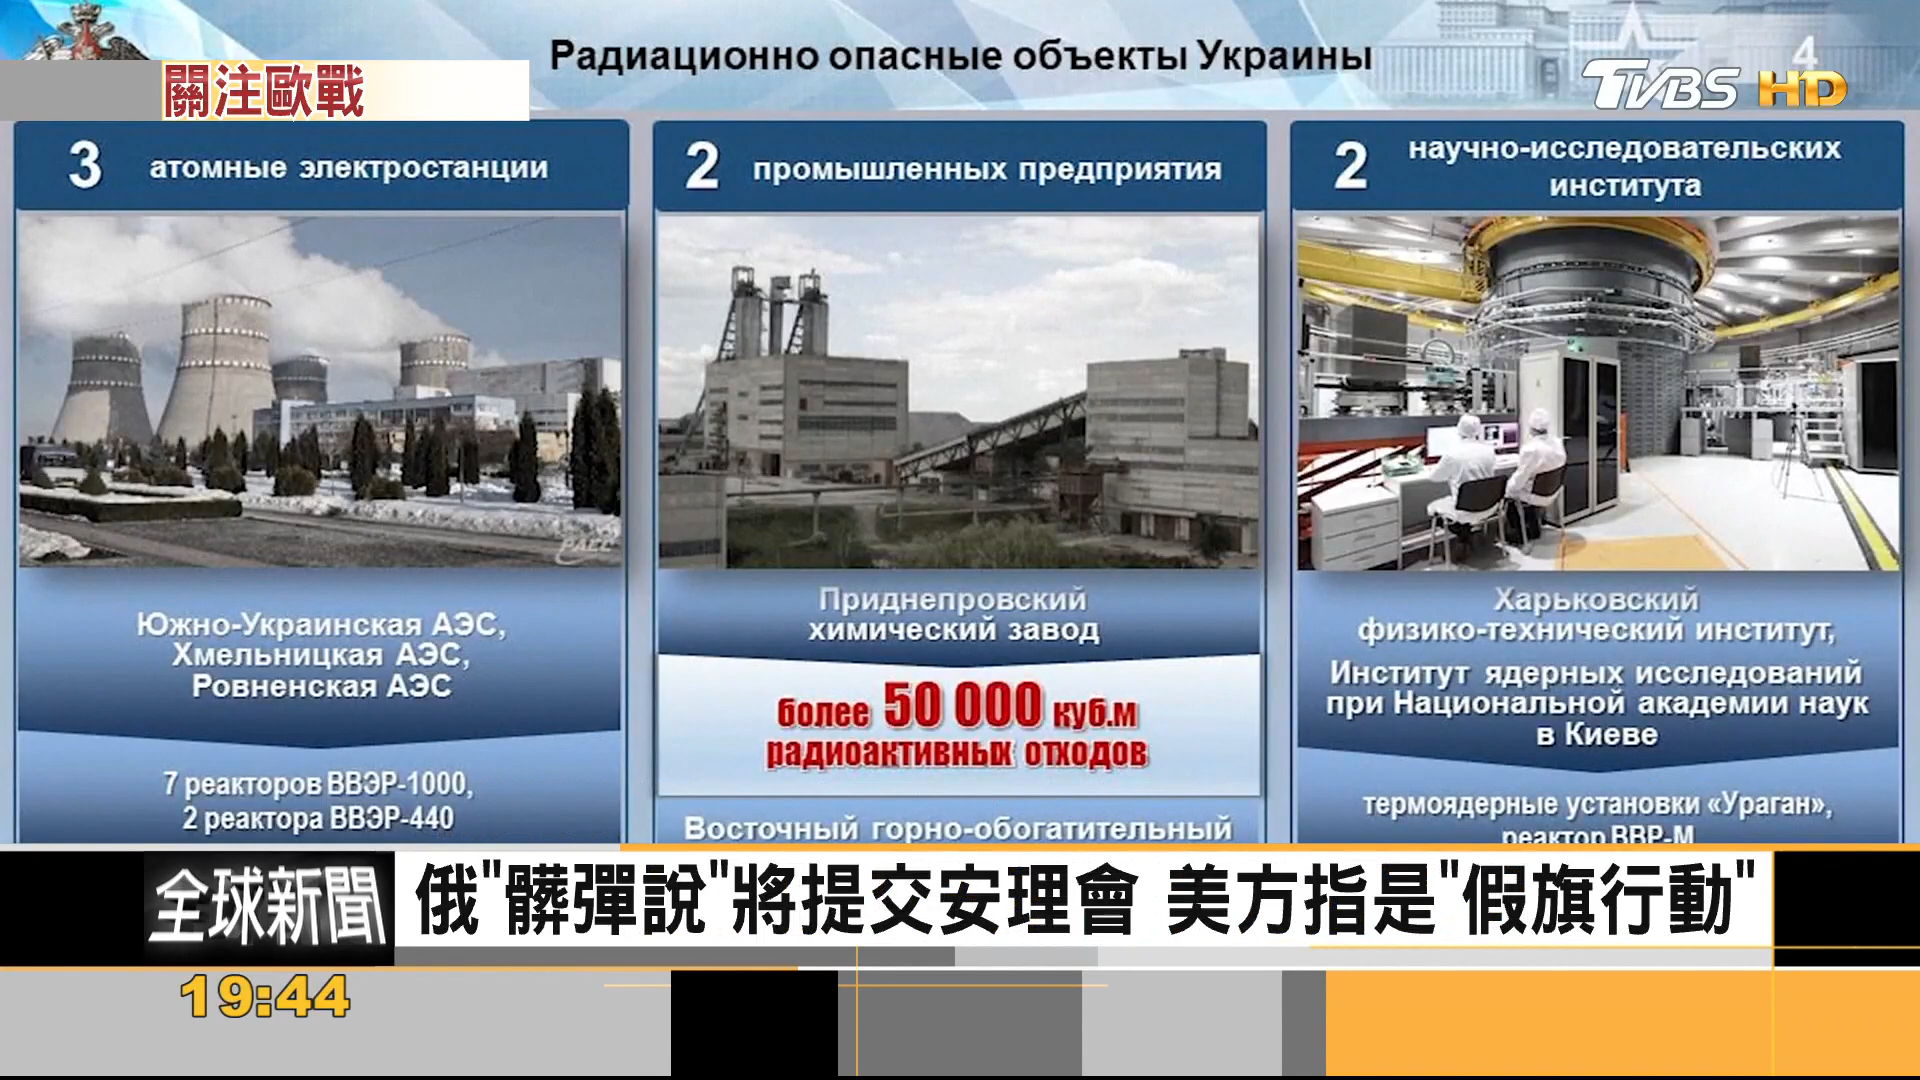 Радиационно опасные объекты Украины
4
關注歐戰
TVBS HD
3 атомные электростанции
Южно-Украинская АЭС,
Хмельницкая АЭС,
Ровненская АЭС
7 реакторов ВВЭР-1000,
2 реактора ВВЭР-440
2 промышленных предприятия
Приднепровский
химический завод
более 50 000 куб.м
радиоактивных отходов
Восточный горно-обогатительный
2 научно-исследовательских
института
Харьковский
физико-технический институт,
Институт ядерных исследований
при Национальной академии наук
в Киеве
термоядерные установки «Ураган»,
реактор ВВР-М
全球新聞
俄"髒彈說"將提交安理會 美方指是"假旗行動"
19:44